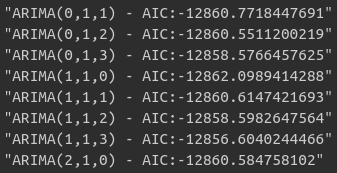 "ARIMA(0,1,1) - AIC:-12860.7718447691"
"ARIMA(0,1,2) - AIC:-12860.5511200219"
"ARIMA(0,1,3) - AIC:-12858.5766457625"
"ARIMA(1,1,0) - AIC:-12862.0989414288"
"ARIMA(1,1,1) - AIC:-12860.6147421693"
"ARIMA(1,1,2) - AIC:-12858.5982647564"
"ARIMA(1,1,3) - AIC:-12856.6040244466"
"ARIMA(2,1,0) - AIC:-12860.584758102"